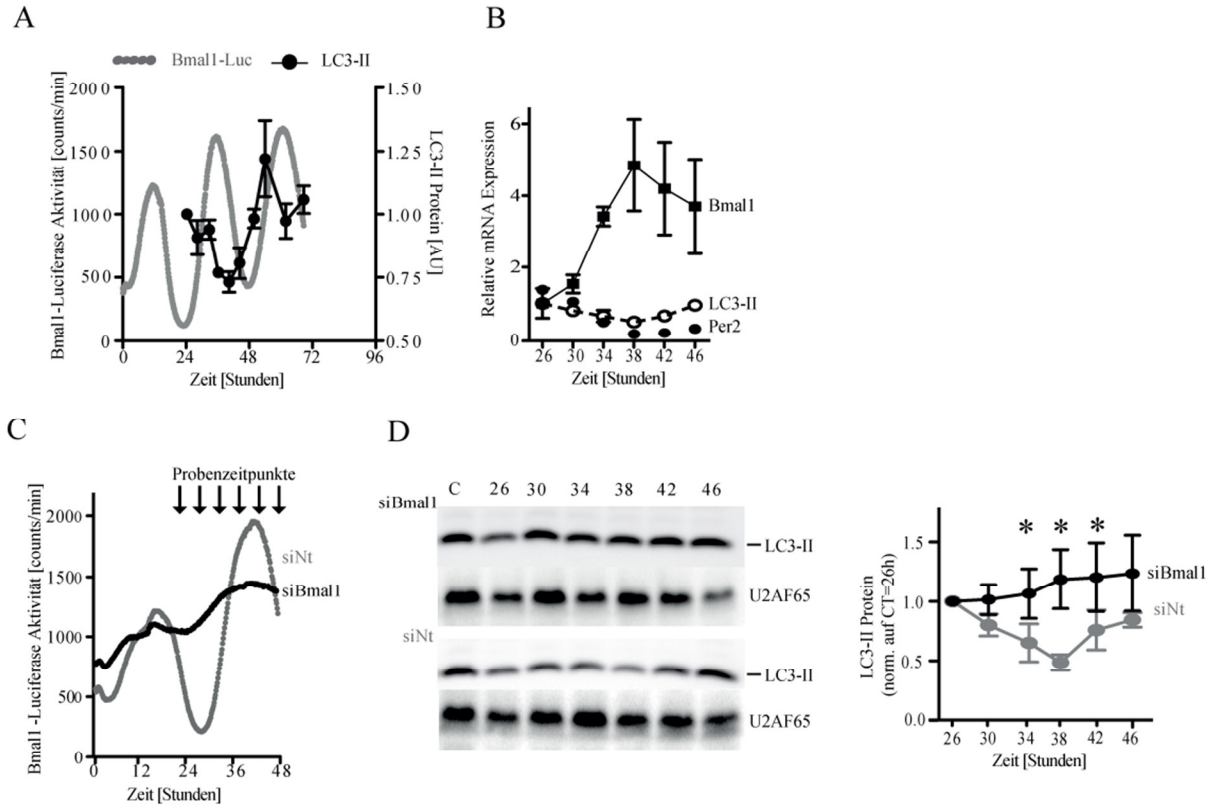 A
Bmal1-Luc LC3-II
Bmal1-Luciferase Aktivität [counts/min]
2000
1500
1000
500
0
1.50
1.25
1.00
0.75
0.50
LC3-II Protein [AU]
0 24 48 72 96
Zeit [Stunden]
B
Relative mRNA Expression
6
4
2
0
Bmal1
LC3-II
Per2
26 30 34 38 42 46
Zeit [Stunden]
C
Bmal1 -Luciferase Aktivität [counts/min]
Probenzeitpunkte
2000
1500
1000
500
0
siNt
siBmal1
0 12 24 36 48
Zeit [Stunden]
D
C 26 30 34 38 42 46
siBmal1
LC3-II
U2AF65
siNt
LC3-II
U2AF65
LC3-II Protein
(norm. auf CT=26h)
1.5
1.0
0.5
0.0
* * *
siBmal1
siNt
26 30 34 38 42 46
Zeit [Stunden]